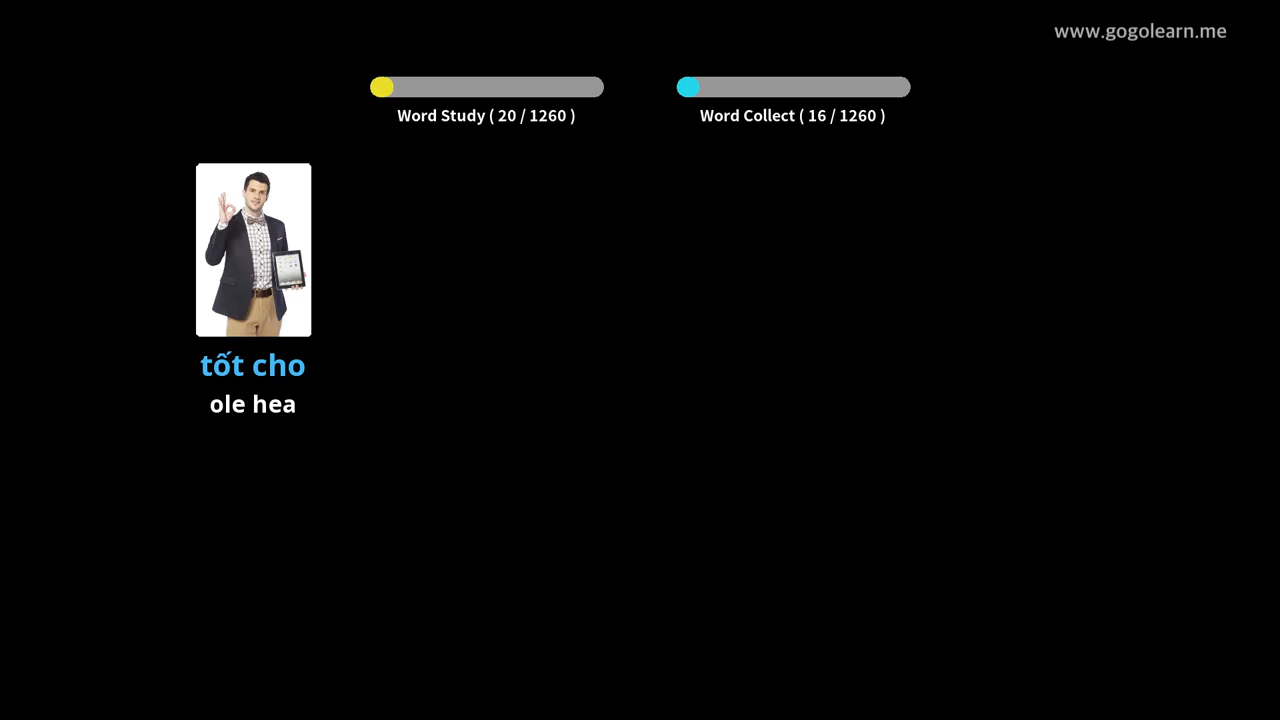 www.gogolearn.me
Word Study ( 20 / 1260 )
Word Collect ( 16 / 1260 )
tốt cho
ole hea